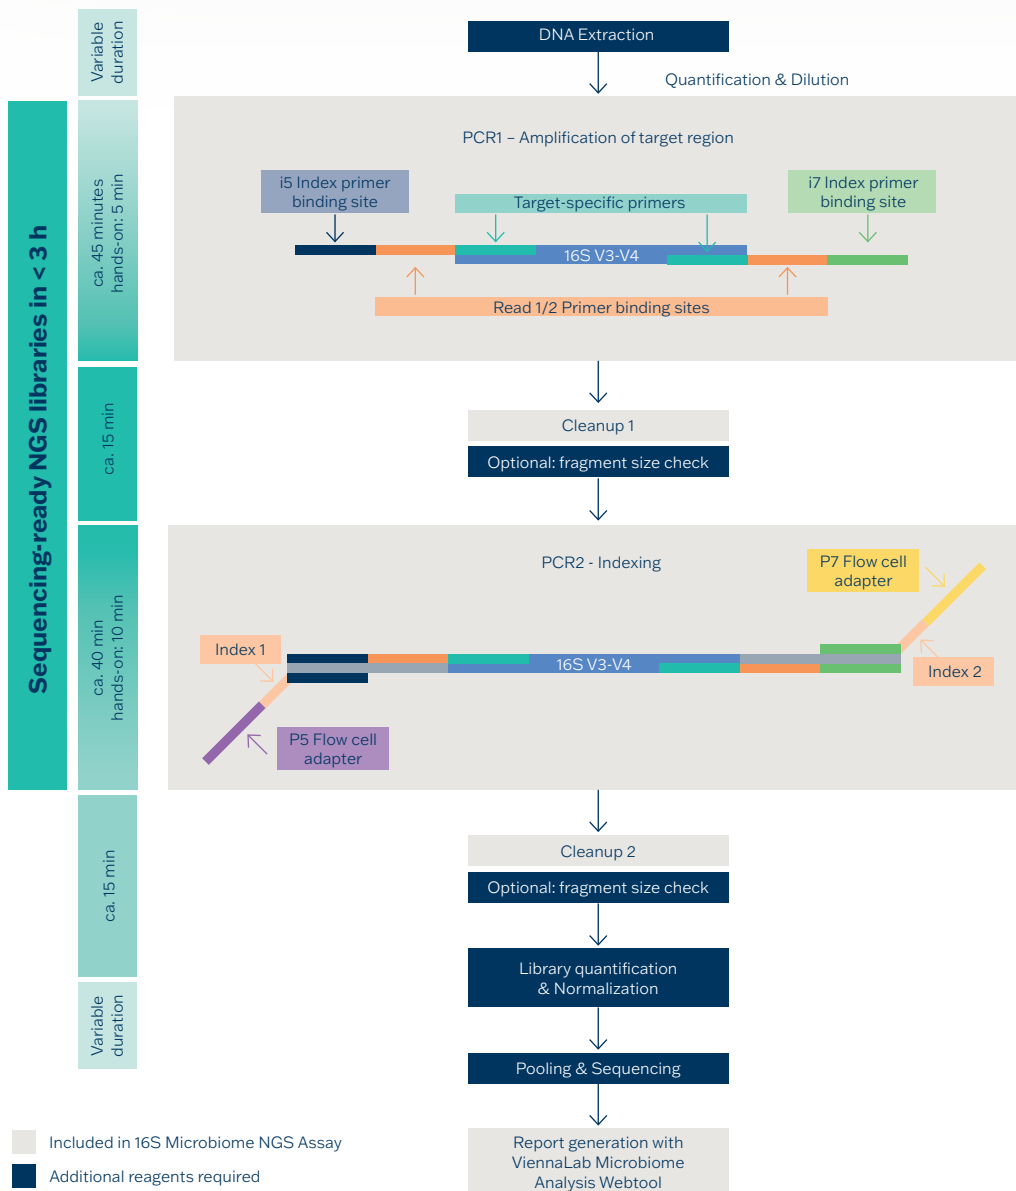 Variable
duration
DNA Extraction
Quantification & Dilution
Sequencing-ready NGS libraries in < 3 h
ca. 45 minutes
hands-on: 5 min
PCR1 – Amplification of target region
i5 Index primer
binding site
Target-specific primers
i7 Index primer
binding site
16S V3-V4
Read 1/2 Primer binding sites
ca. 15 min
Cleanup 1
Optional: fragment size check
ca. 40 min
hands-on: 10 min
PCR2 - Indexing
P7 Flow cell
adapter
Index 1
16S V3-V4
Index 2
P5 Flow cell
adapter
ca. 15 min
Cleanup 2
Optional: fragment size check
Library quantification
& Normalization
Variable
duration
Pooling & Sequencing
Report generation with
ViennaLab Microbiome
Analysis Webtool
Included in 16S Microbiome NGS Assay
Additional reagents required